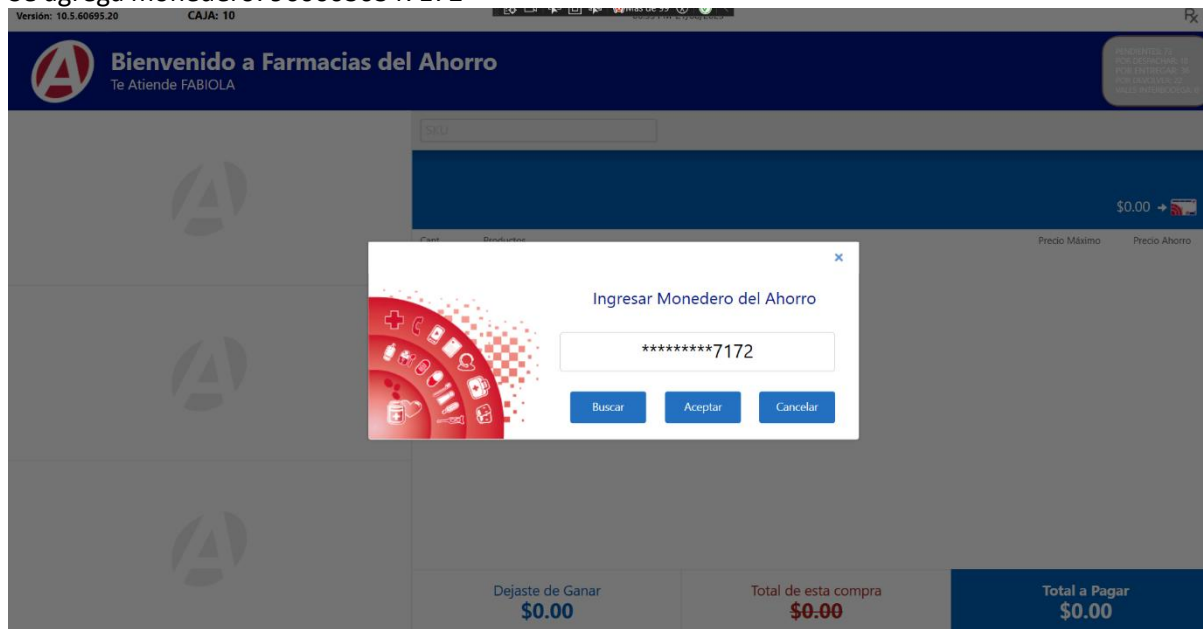 Versión: 10.5.60695.20 CAJA: 10
Bienvenido a Farmacias del Ahorro
Te Atiende FABIOLA
SKU
$0.00
Cant. Productos Precio Máximo Precio Ahorro
Ingresar Monedero del Ahorro
*********7172
Buscar Aceptar Cancelar
Dejaste de Ganar
$0.00
Total de esta compra
$0.00
Total a Pagar
$0.00